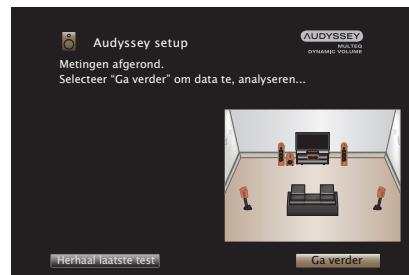 Audyssey setup
AUDYSSEY
MULTEQ
DYNAMIC VOLUME
Metingen afgerond.
Selecteer “Ga verder” om data te, analyseren...
Herhaal laatste test
Ga verder